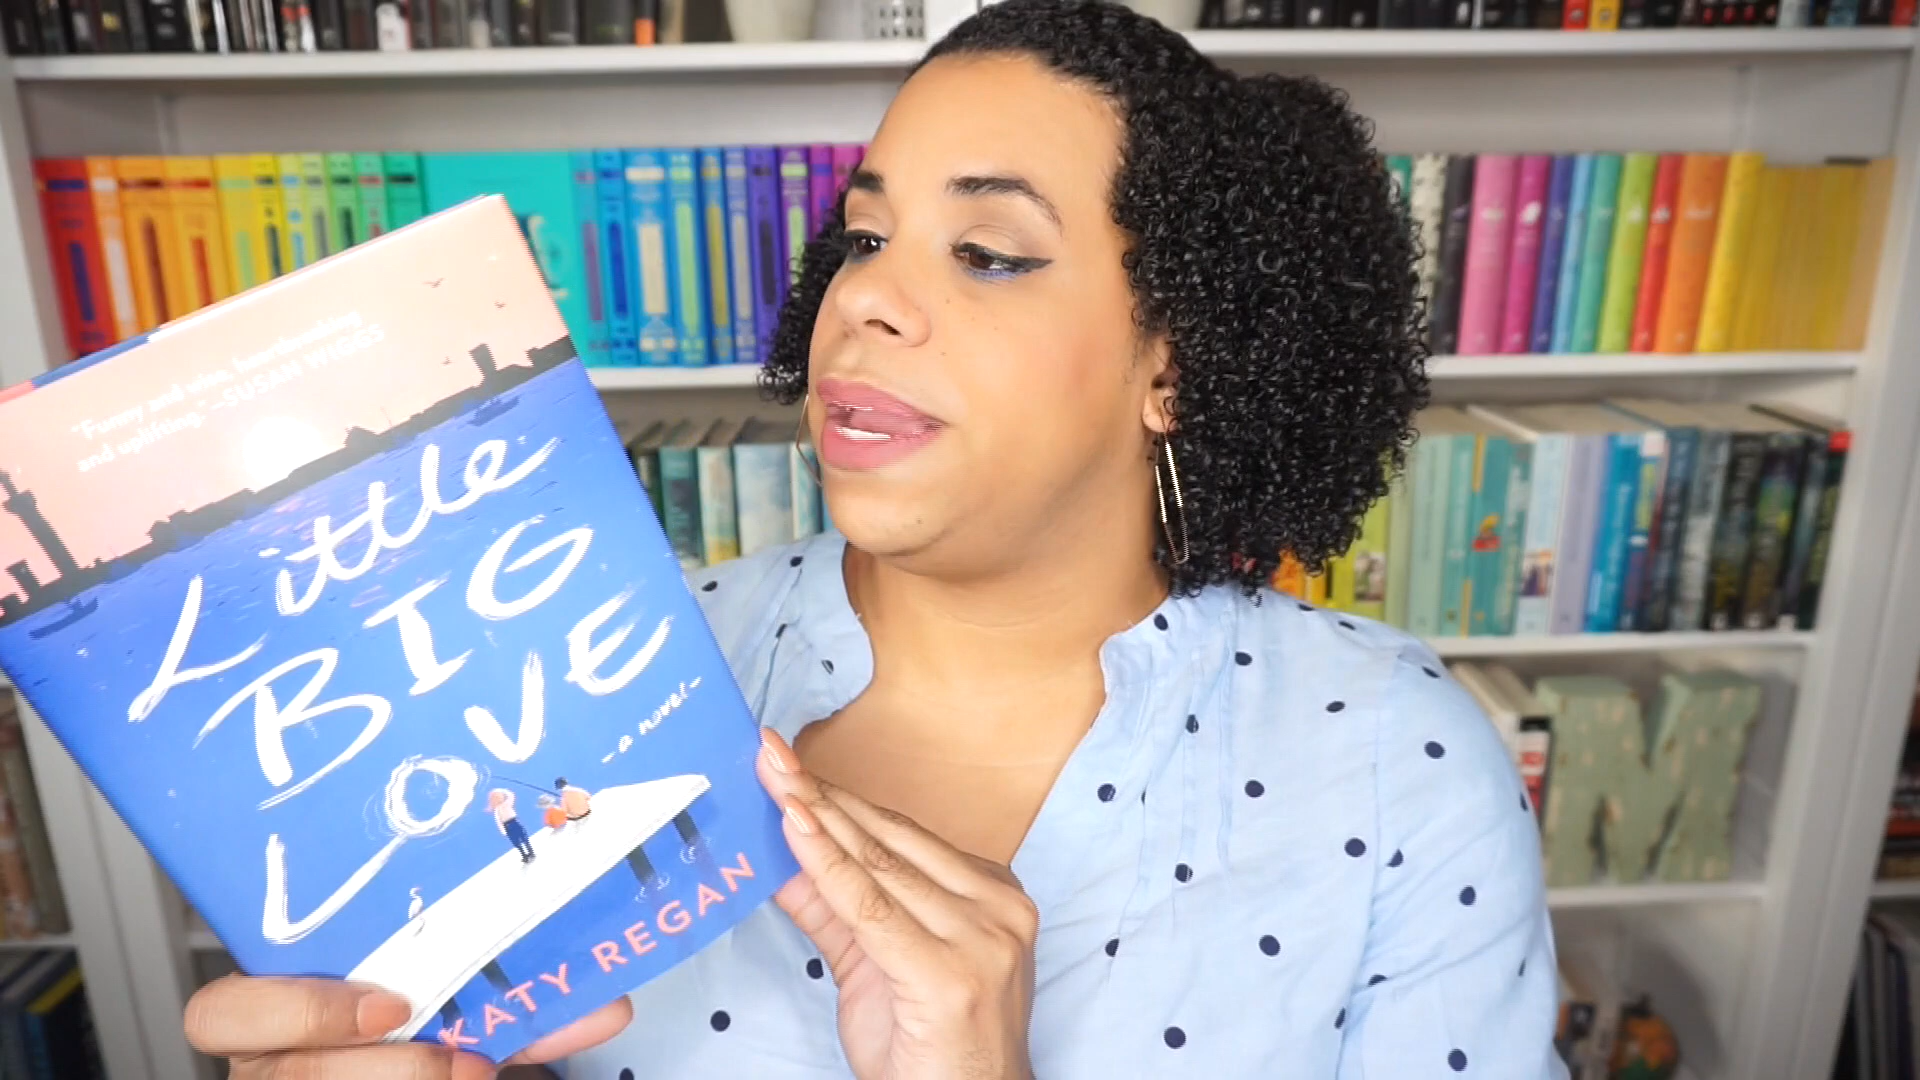 "Funny and wise, heartbreaking
and uplifting." –SUSAN WIGGS
Little
BIG
LOVE
- a novel -
KATY REGAN
M